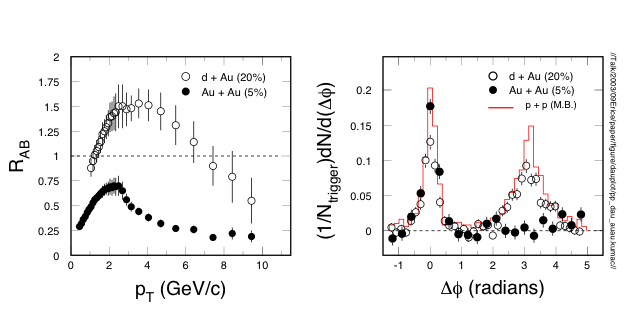 2
1.75
1.5
1.25
1
0.75
0.50
0.25
0
R_AB
0 2 4 6 8 10
p_T (GeV/c)
d + Au (20%)
Au + Au (5%)
0.2
0.15
0.1
0.05
0
(1/N_trigger)dN/d(Δϕ)
-1 0 1 2 3 4 5
Δϕ (radians)
d + Au (20%)
Au + Au (5%)
p + p (M.B.)